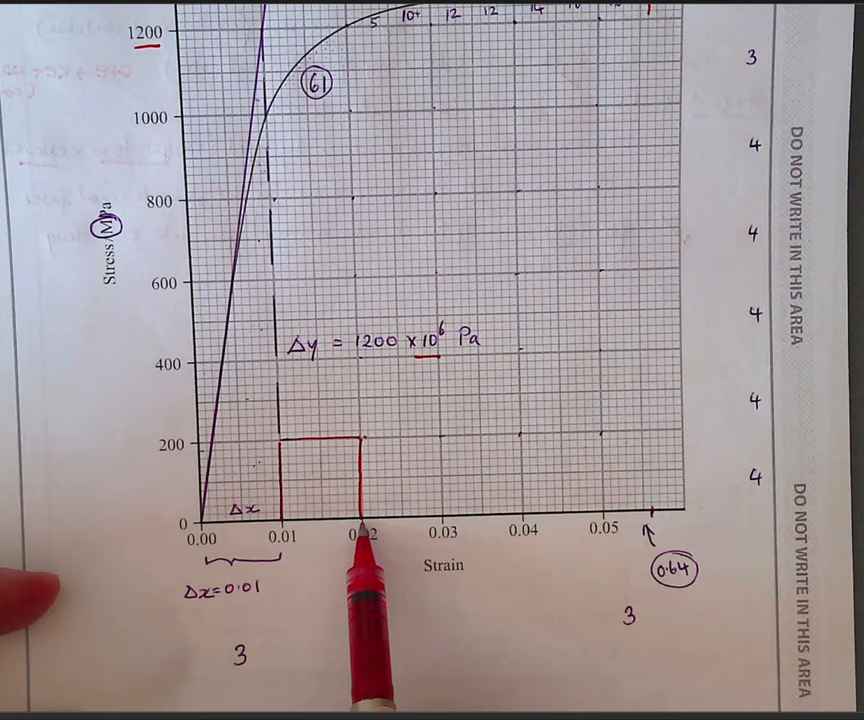 1200
5 10+ 12 12 14
3
61
1000
4
DO NOT WRITE IN THIS AREA
800
Stress/MPa
4
600
Δy = 1200 × 10⁶ Pa
4
400
4
200
4
DO NOT WRITE IN THIS AREA
Δx
0
0.00 0.01 0.02 0.03 0.04 0.05
Strain
0.64
Δx=0.01
3
3